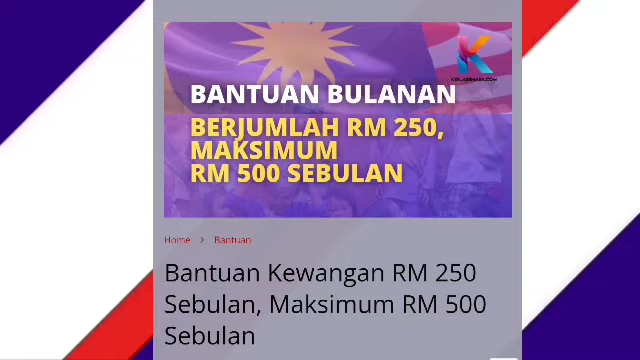 BANTUAN BULANAN
BERJUMLAH RM 250,
MAKSIMUM
RM 500 SEBULAN
Home > Bantuan
Bantuan Kewangan RM 250
Sebulan, Maksimum RM 500
Sebulan